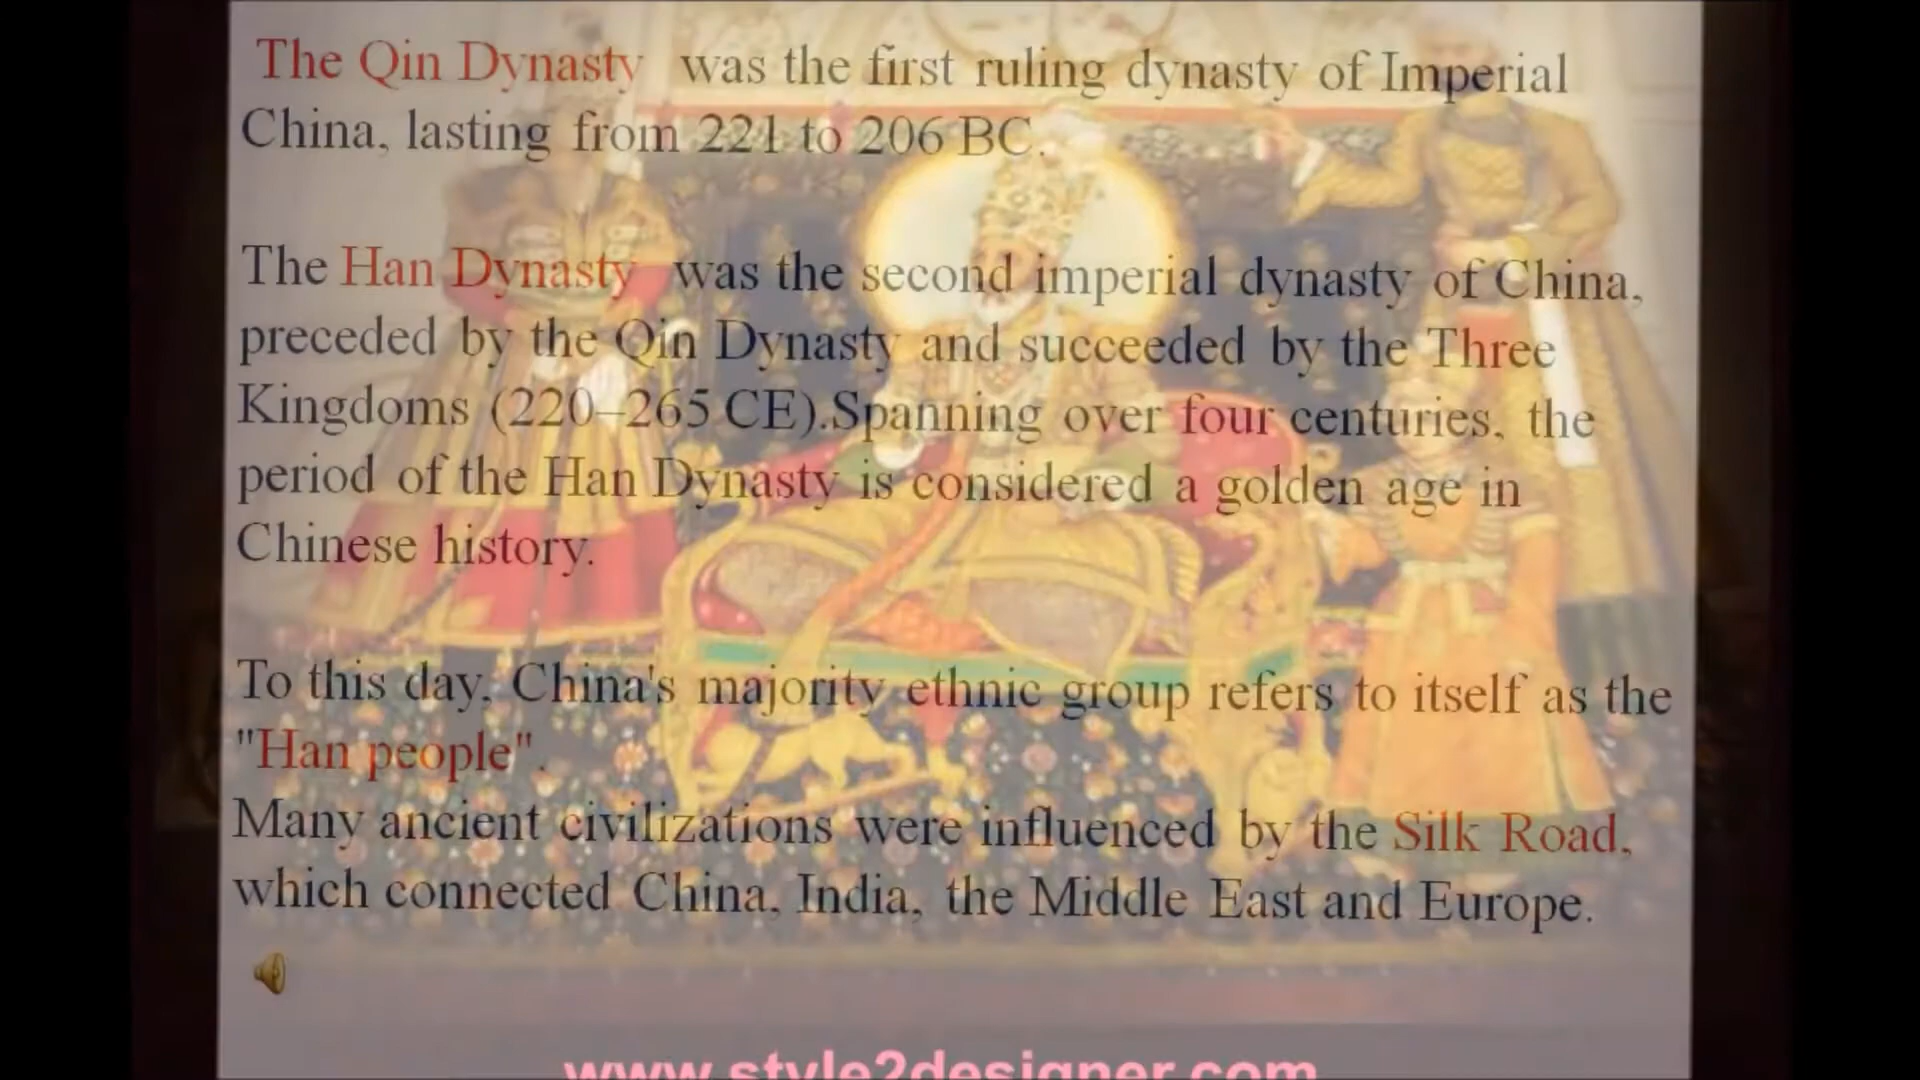 The Qin Dynasty was the first ruling dynasty of Imperial
China, lasting from 221 to 206 BC.
The Han Dynasty was the second imperial dynasty of China,
preceded by the Qin Dynasty and succeeded by the Three
Kingdoms (220–265 CE).Spanning over four centuries, the
period of the Han Dynasty is considered a golden age in
Chinese history.
To this day, China's majority ethnic group refers to itself as the
"Han people".
Many ancient civilizations were influenced by the Silk Road,
which connected China, India, the Middle East and Europe.
www.style2designer.com